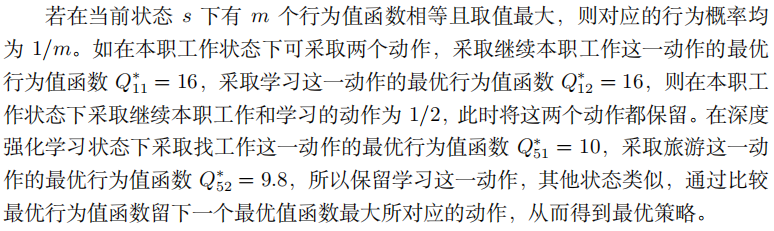 若在当前状态 s 下有 m 个行为值函数相等且取值最大，则对应的行为概率均
为 1/m。如在本职工作状态下可采取两个动作，采取继续本职工作这一动作的最优
行为值函数 Q*₁₁ = 16，采取学习这一动作的最优行为值函数 Q*₁₂ = 16，则在本职工
作状态下采取继续本职工作和学习的动作为 1/2，此时将这两个动作都保留。在深度
强化学习状态下采取找工作这一动作的最优行为值函数 Q*₅₁ = 10，采取旅游这一动
作的最优行为值函数 Q*₅₂ = 9.8，所以保留学习这一动作，其他状态类似，通过比较
最优行为值函数留下一个最优值函数最大所对应的动作，从而得到最优策略。